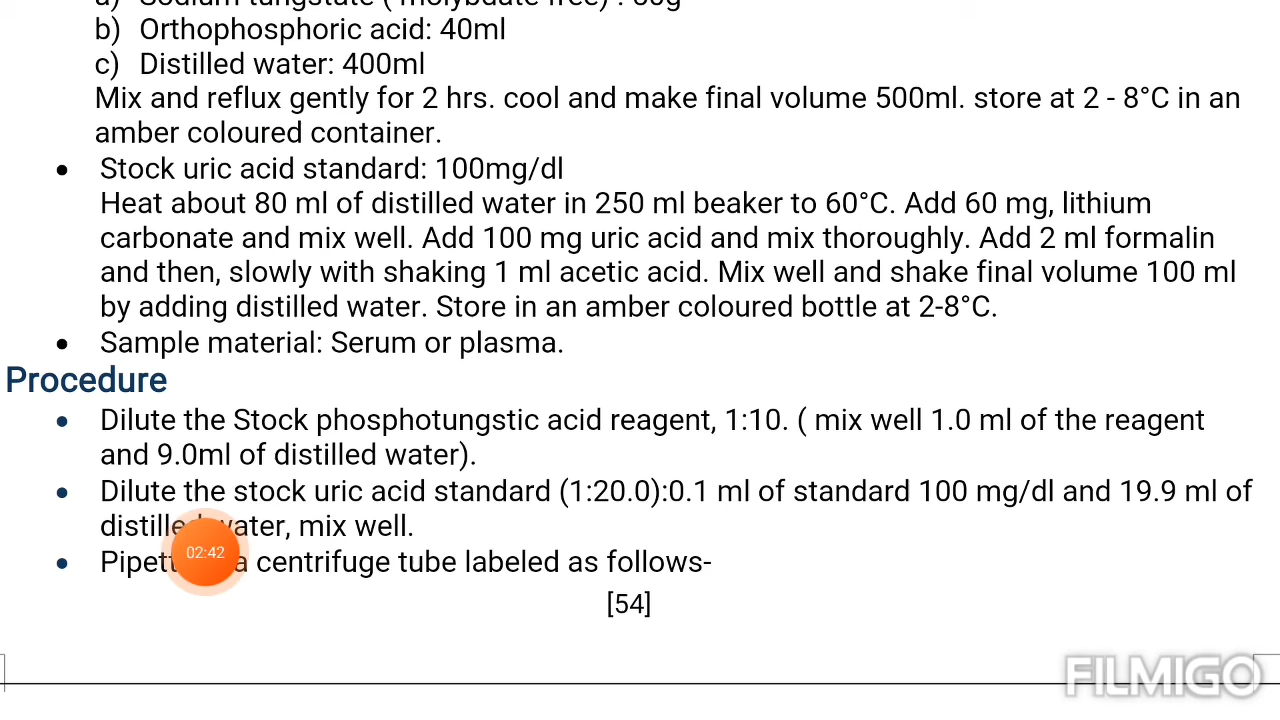 b) Orthophosphoric acid: 40ml
c) Distilled water: 400ml
Mix and reflux gently for 2 hrs. cool and make final volume 500ml. store at 2 - 8°C in an
amber coloured container.
• Stock uric acid standard: 100mg/dl
Heat about 80 ml of distilled water in 250 ml beaker to 60°C. Add 60 mg, lithium
carbonate and mix well. Add 100 mg uric acid and mix thoroughly. Add 2 ml formalin
and then, slowly with shaking 1 ml acetic acid. Mix well and shake final volume 100 ml
by adding distilled water. Store in an amber coloured bottle at 2-8°C.
• Sample material: Serum or plasma.
Procedure
• Dilute the Stock phosphotungstic acid reagent, 1:10. ( mix well 1.0 ml of the reagent
and 9.0ml of distilled water).
• Dilute the stock uric acid standard (1:20.0):0.1 ml of standard 100 mg/dl and 19.9 ml of
distilled water, mix well.
• a centrifuge tube labeled as follows-
02:42
[54]
FILMIGO